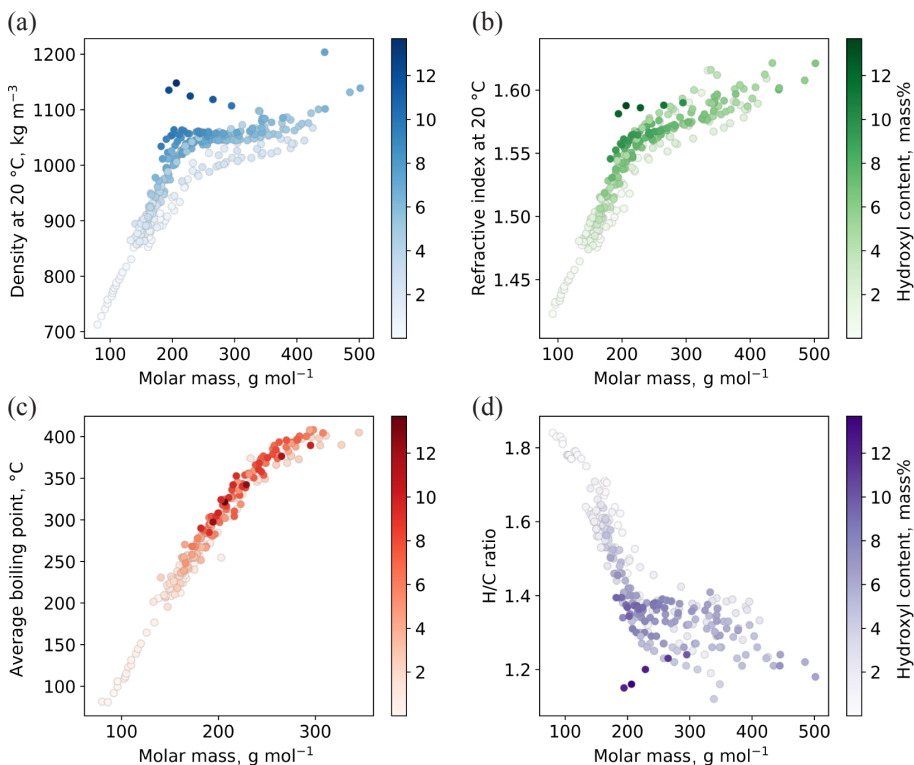 (a)
Density at 20 °C, kg m⁻³
1200
1100
1000
900
800
700
100 200 300 400 500
Molar mass, g mol⁻¹
12
10
8
6
4
2
(b)
Refractive index at 20 °C
1.60
1.55
1.50
1.45
100 200 300 400 500
Molar mass, g mol⁻¹
12
10
8
6
4
2
Hydroxyl content, mass%
(c)
Average boiling point, °C
400
350
300
250
200
150
100
100 200 300
Molar mass, g mol⁻¹
12
10
8
6
4
2
(d)
H/C ratio
1.8
1.6
1.4
1.2
100 200 300 400 500
Molar mass, g mol⁻¹
12
10
8
6
4
2
Hydroxyl content, mass%